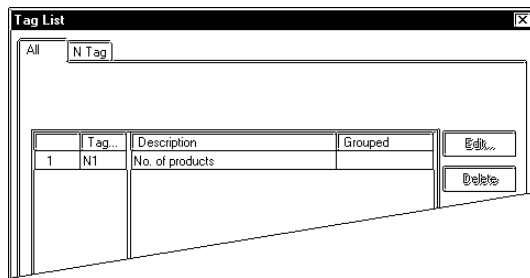 Tag List
All N Tag
Tag... Description Grouped Edit...
1 N1 No. of products
Delete